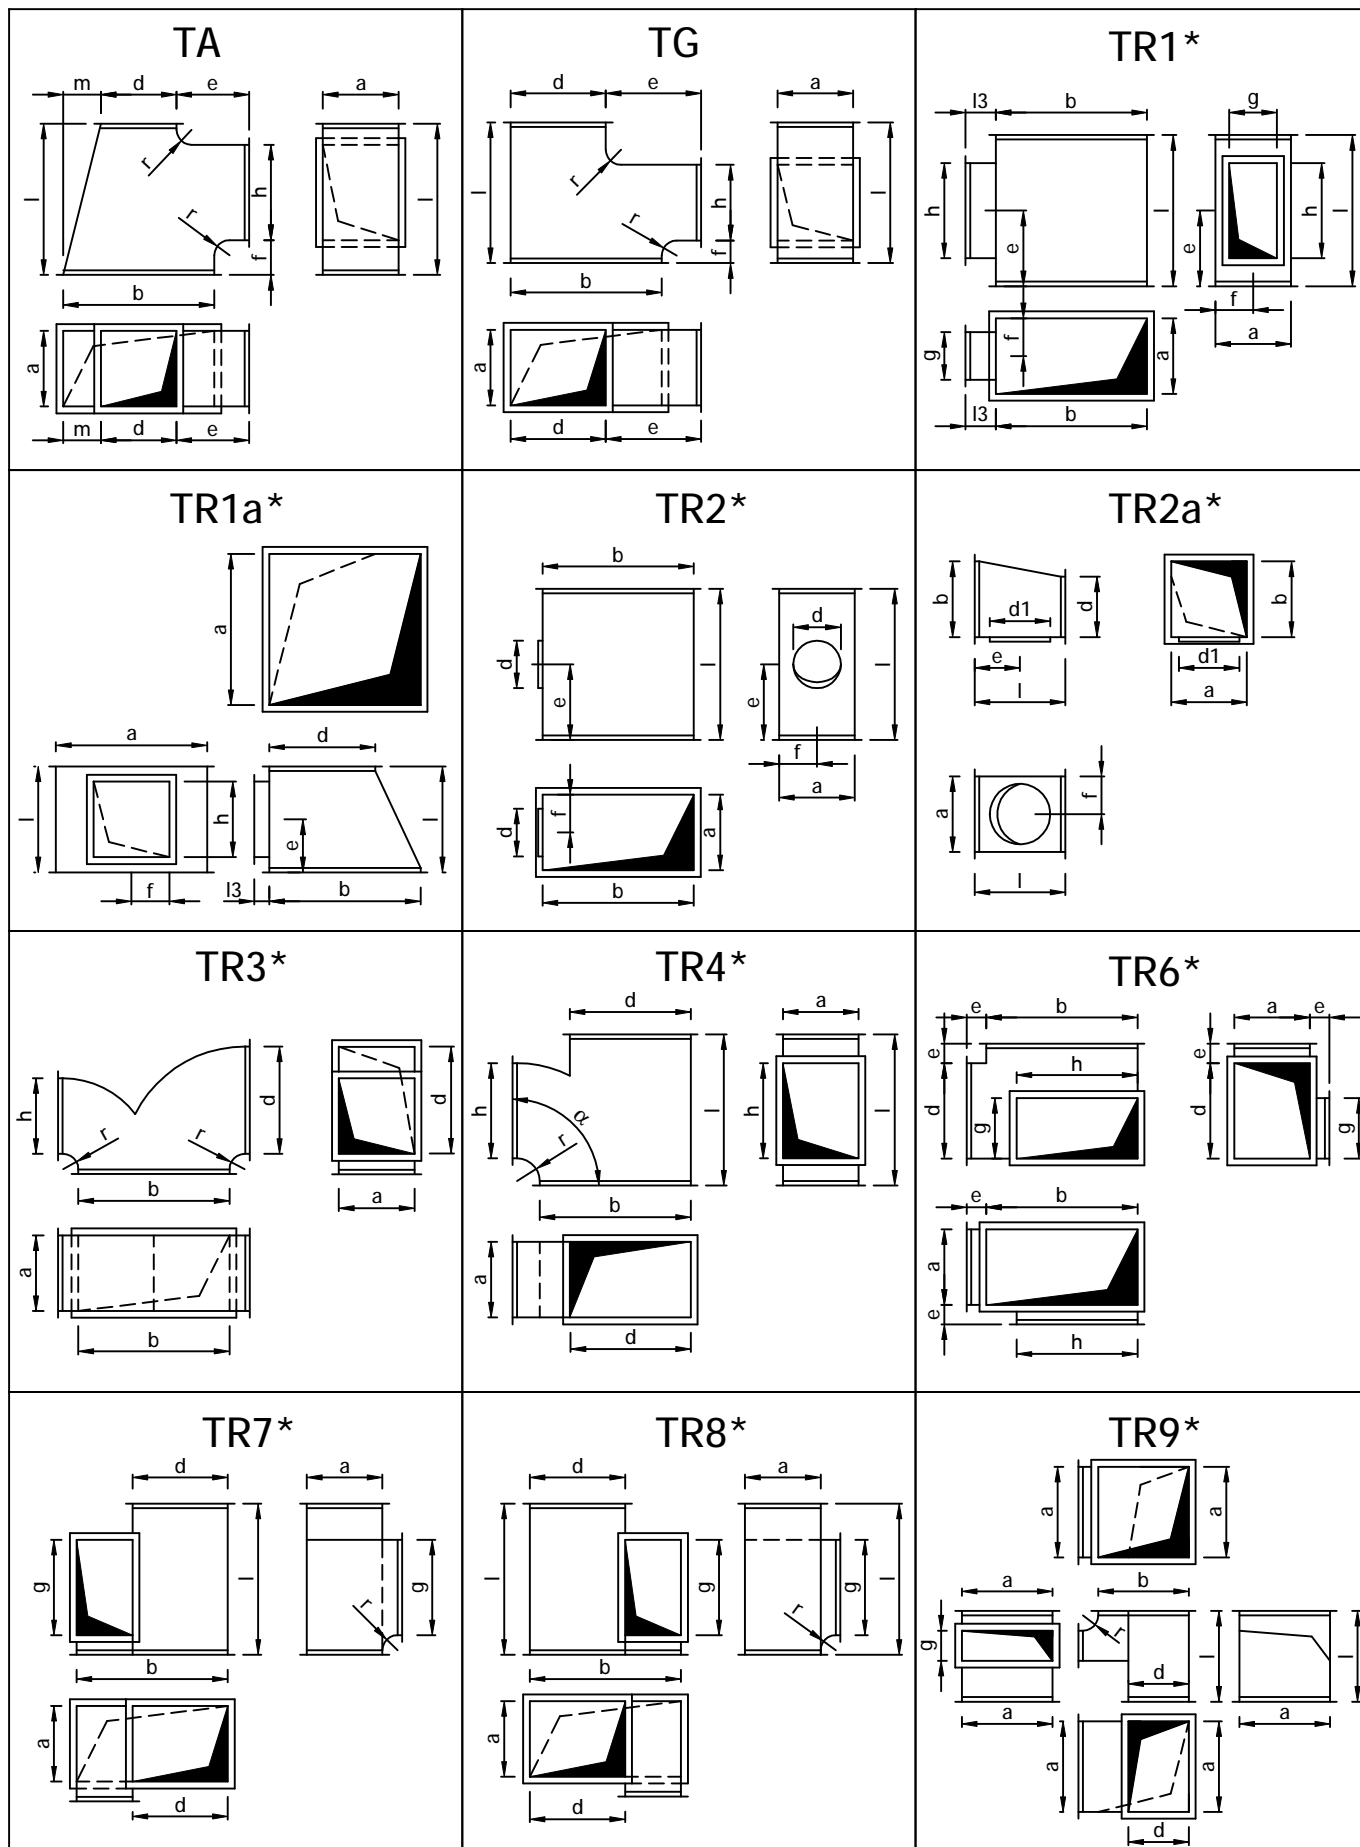 TA
m d e a
l r h r f l
b
a
m d e
TG
d e a
l r h r f l
b
a
d e
TR1*
l3 b g
h e l e h l
f a
g f a
l3 b
TR1a*
a
a d
l h e l
f l3 b
TR2*
b
d e l d e l
f a
d f a
b
TR2a*
b d1 d b
e d1
l a
a f
l
TR3*
h r r d d
b a
a
b
TR4*
d a
h α r l h l
b
a
d
TR6*
e b a e
e d h g e d g
e b
a
e h
TR7*
d a
g l r g
b
a
d
TR8*
d a
l g r g l
b
a
d
TR9*
a a
a b
g r d l l
a a
a a
d